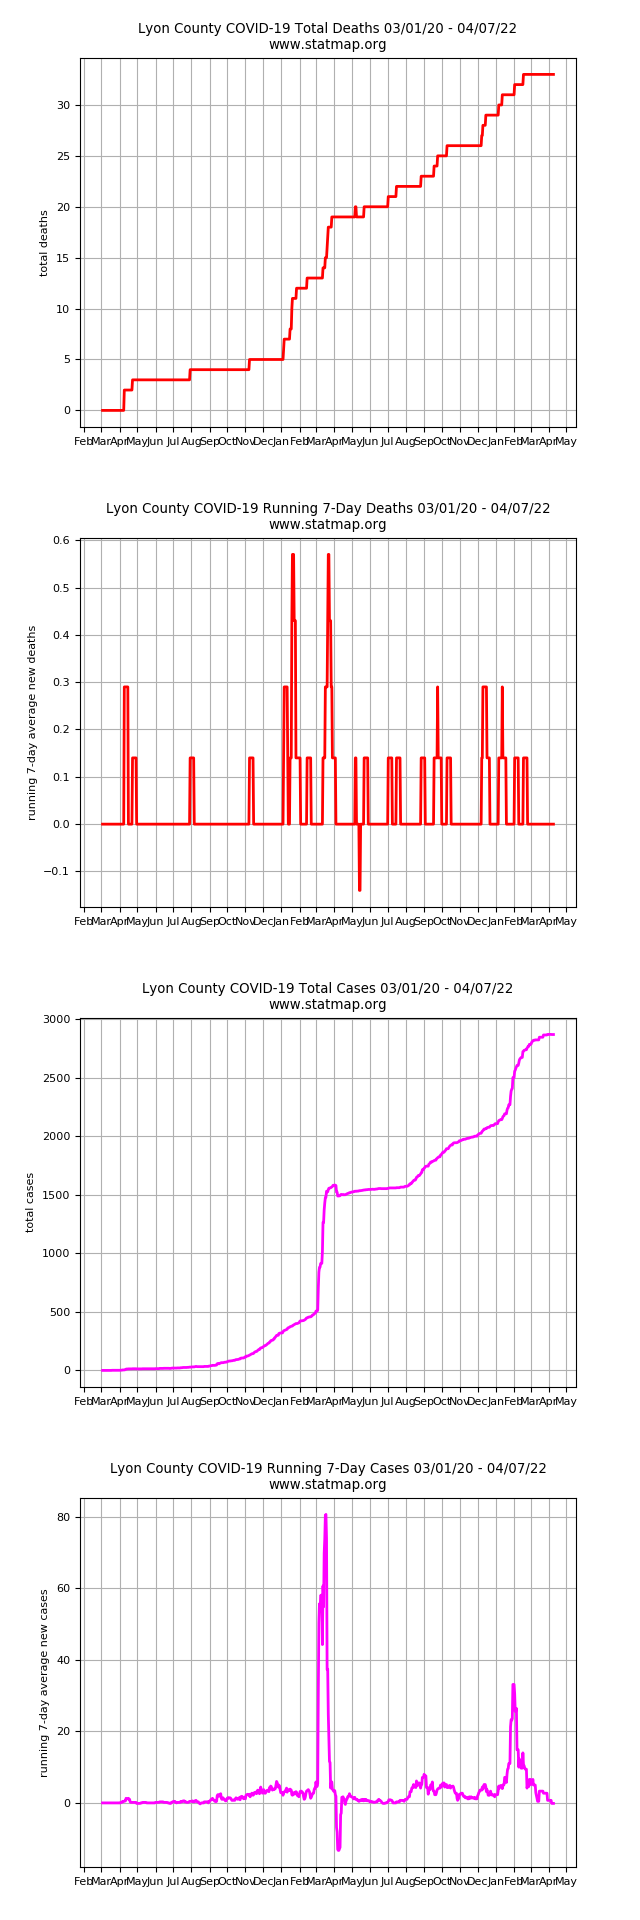 Lyon County COVID-19 Total Deaths 03/01/20 - 04/07/22
www.statmap.org
30
25
20
15
10
5
0
total deaths
Feb Mar Apr May Jun Jul Aug Sep Oct Nov Dec Jan Feb Mar Apr May Jun Jul Aug Sep Oct Nov Dec Jan Feb Mar Apr May
Lyon County COVID-19 Running 7-Day Deaths 03/01/20 - 04/07/22
www.statmap.org
0.6
0.5
0.4
0.3
0.2
0.1
0.0
−0.1
running 7-day average new deaths
Feb Mar Apr May Jun Jul Aug Sep Oct Nov Dec Jan Feb Mar Apr May Jun Jul Aug Sep Oct Nov Dec Jan Feb Mar Apr May
Lyon County COVID-19 Total Cases 03/01/20 - 04/07/22
www.statmap.org
3000
2500
2000
1500
1000
500
0
total cases
Feb Mar Apr May Jun Jul Aug Sep Oct Nov Dec Jan Feb Mar Apr May Jun Jul Aug Sep Oct Nov Dec Jan Feb Mar Apr May
Lyon County COVID-19 Running 7-Day Cases 03/01/20 - 04/07/22
www.statmap.org
80
60
40
20
0
running 7-day average new cases
Feb Mar Apr May Jun Jul Aug Sep Oct Nov Dec Jan Feb Mar Apr May Jun Jul Aug Sep Oct Nov Dec Jan Feb Mar Apr May